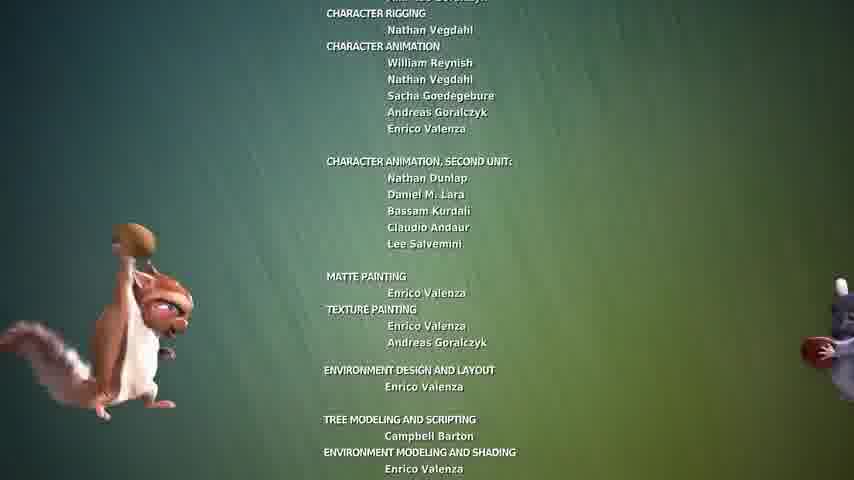 CHARACTER RIGGING
Nathan Vegdahl
CHARACTER ANIMATION
William Reynish
Nathan Vegdahl
Sacha Goedegebure
Andreas Goralczyk
Enrico Valenza
CHARACTER ANIMATION, SECOND UNIT:
Nathan Dunlap
Daniel M. Lara
Bassam Kurdali
Claudio Andaur
Lee Salvemini
MATTE PAINTING
Enrico Valenza
TEXTURE PAINTING
Enrico Valenza
Andreas Goralczyk
ENVIRONMENT DESIGN AND LAYOUT
Enrico Valenza
TREE MODELING AND SCRIPTING
Campbell Barton
ENVIRONMENT MODELING AND SHADING
Enrico Valenza